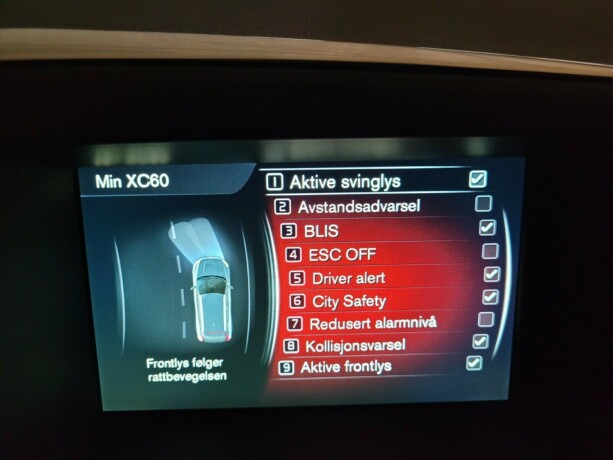 Min XC60
1 Aktive svinglys
2 Avstandsadvarsel
3 BLIS
4 ESC OFF
5 Driver alert
6 City Safety
7 Redusert alarmnivå
8 Kollisjonsvarsel
9 Aktive frontlys
Frontlys følger
rattbevegelsen